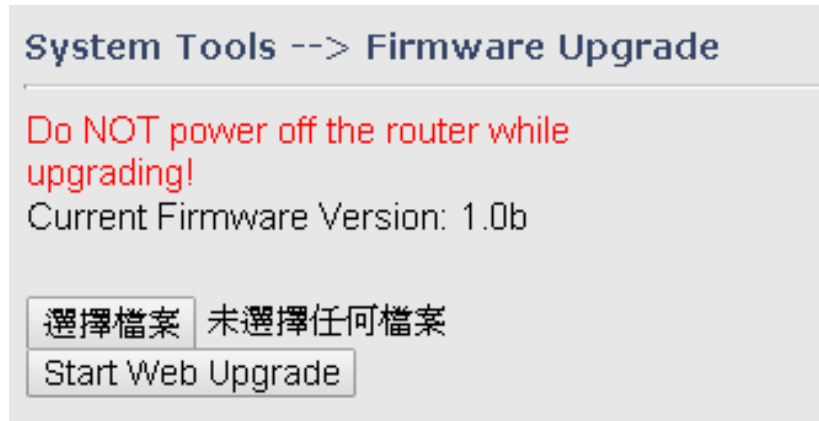 System Tools --> Firmware Upgrade
Do NOT power off the router while
upgrading!
Current Firmware Version: 1.0b
選擇檔案 未選擇任何檔案
Start Web Upgrade